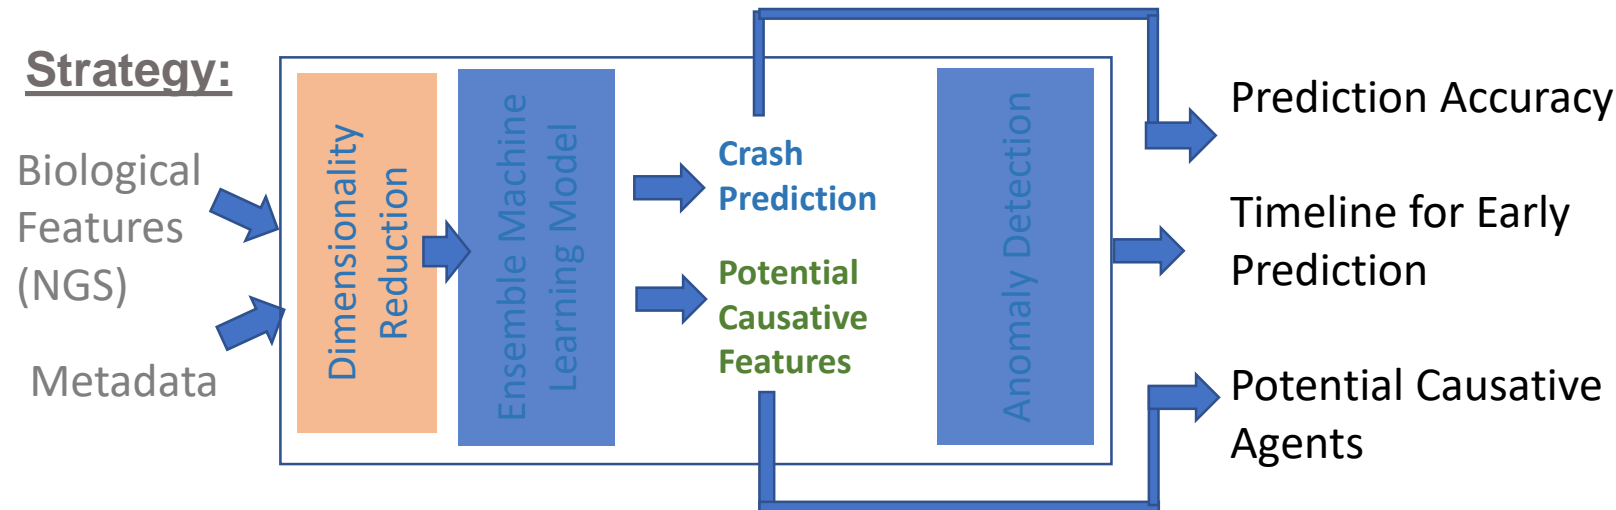 Strategy:
Biological
Features
(NGS)
Metadata
Dimensionality
Reduction
Ensemble Machine
Learning Model
Crash
Prediction
Potential
Causative
Features
Anomaly Detection
Prediction Accuracy
Timeline for Early
Prediction
Potential Causative
Agents